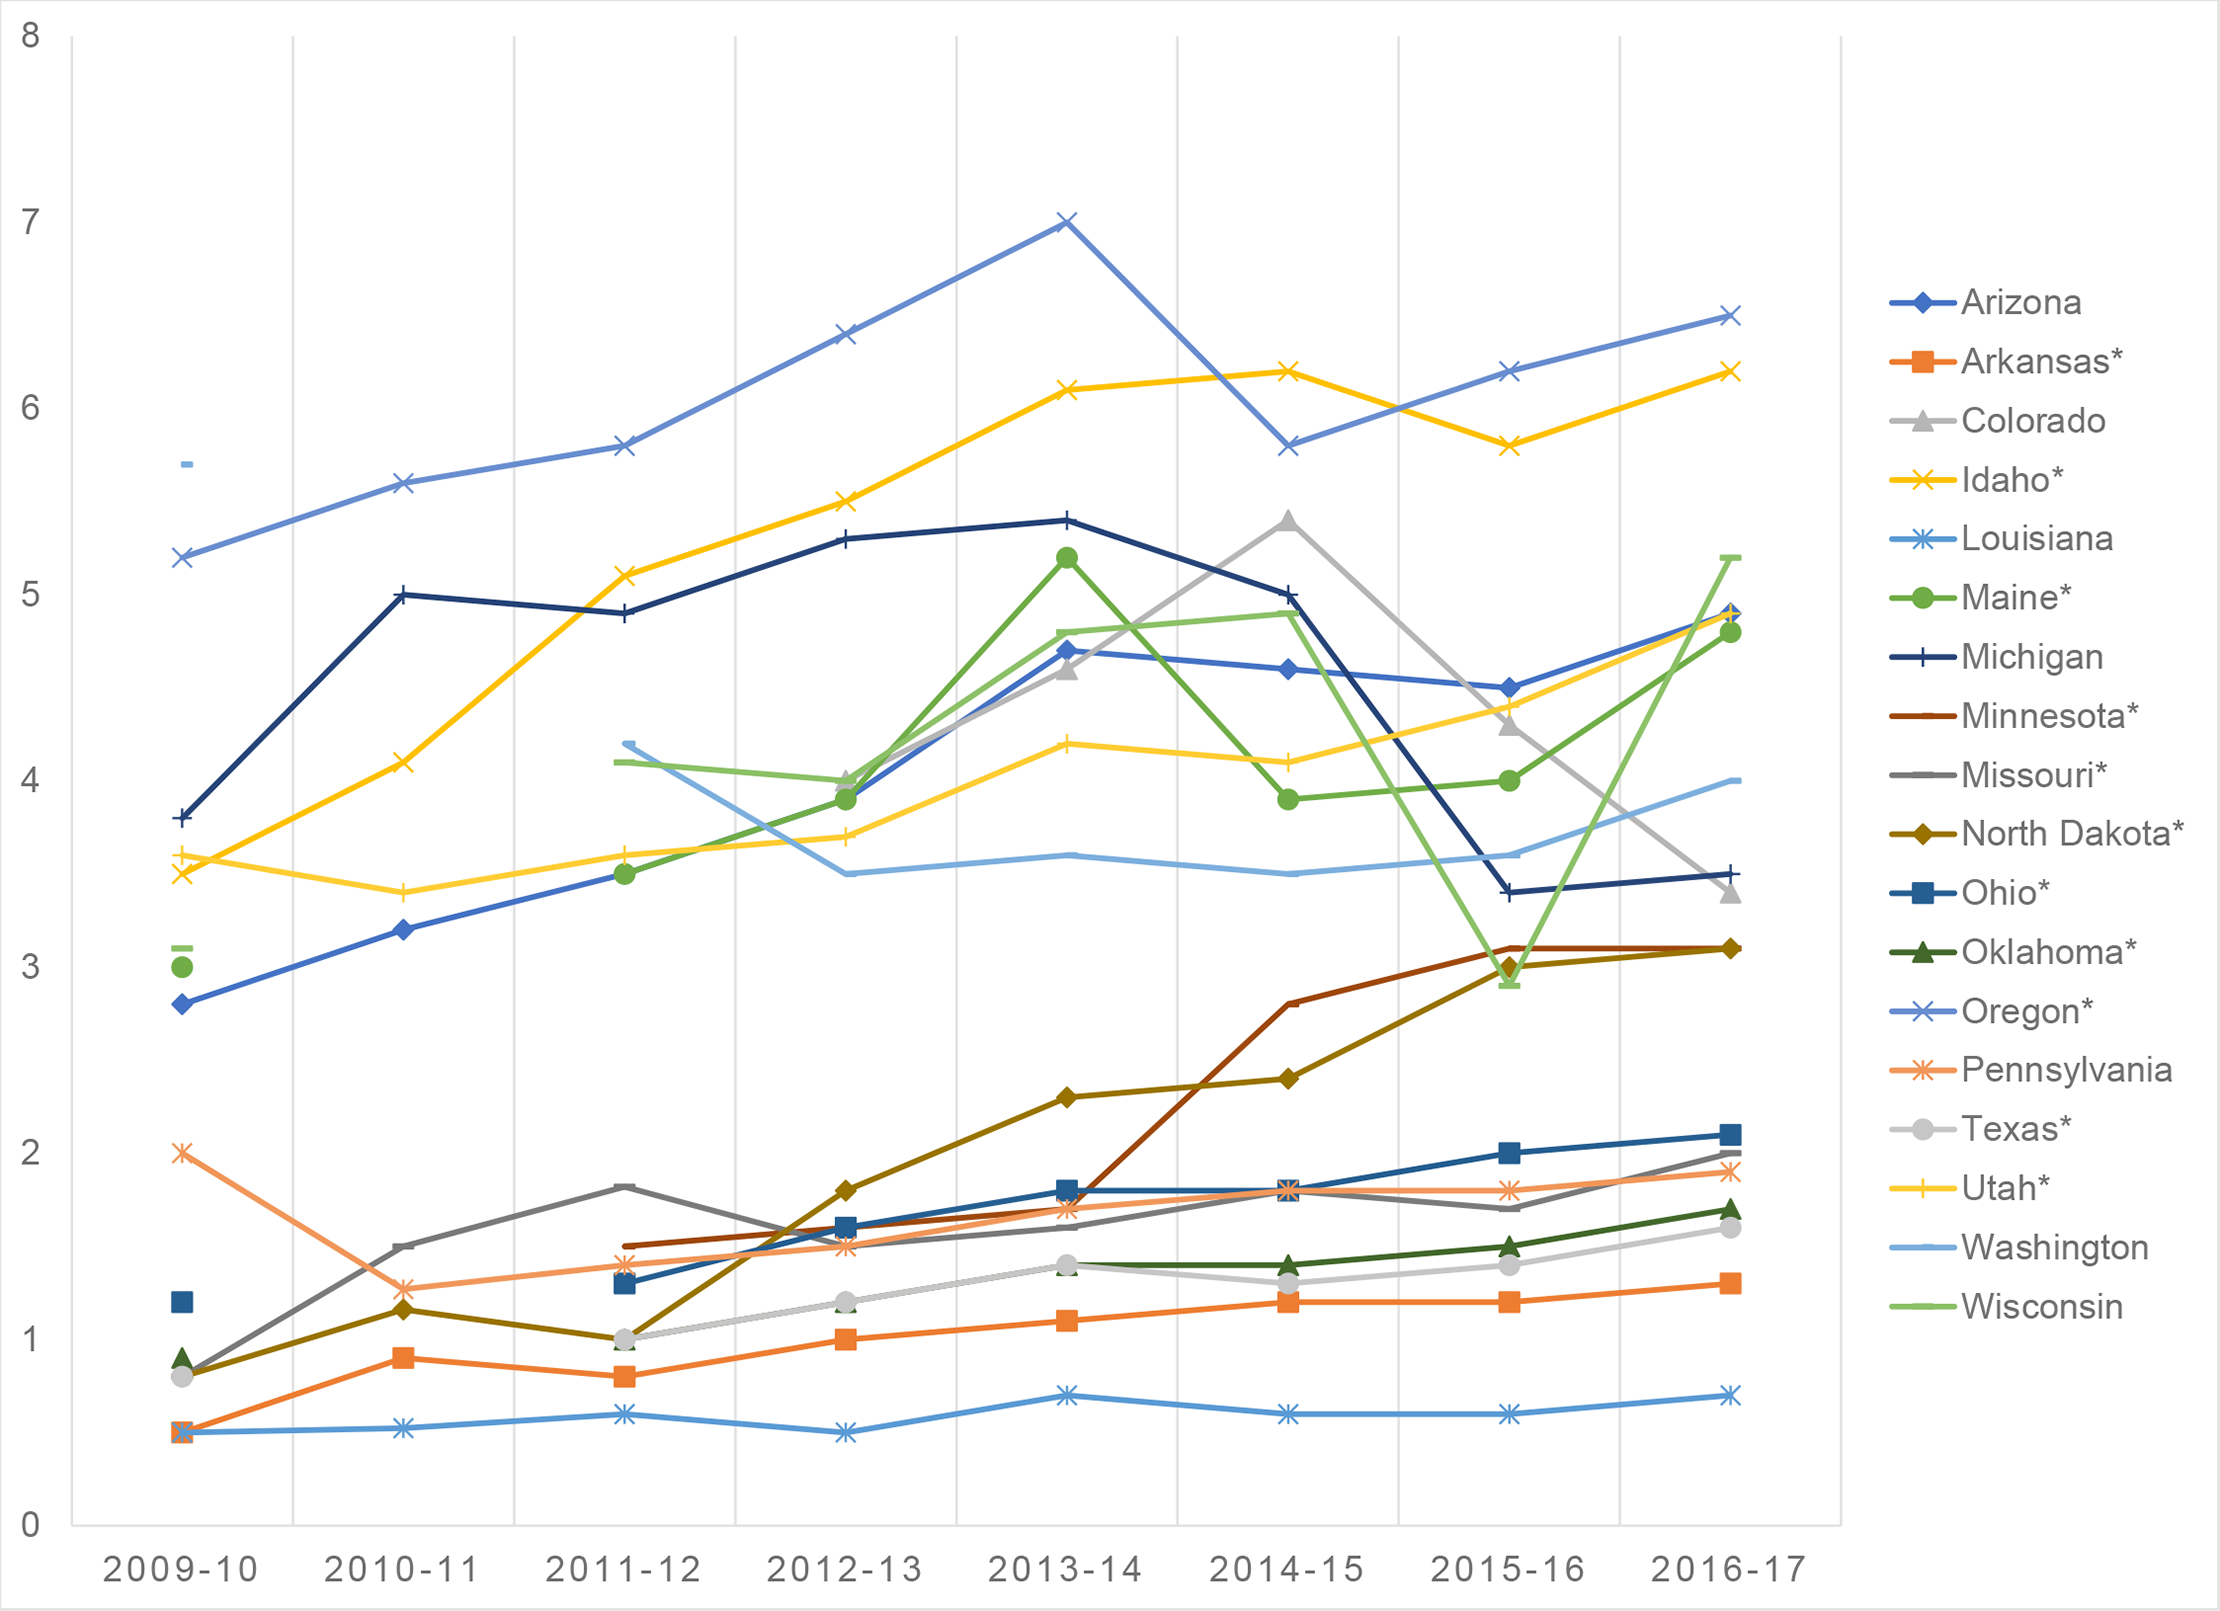 8
7
6
5
4
3
2
1
0
2009-10 2010-11 2011-12 2012-13 2013-14 2014-15 2015-16 2016-17
Arizona
Arkansas*
Colorado
Idaho*
Louisiana
Maine*
Michigan
Minnesota*
Missouri*
North Dakota*
Ohio*
Oklahoma*
Oregon*
Pennsylvania
Texas*
Utah*
Washington
Wisconsin